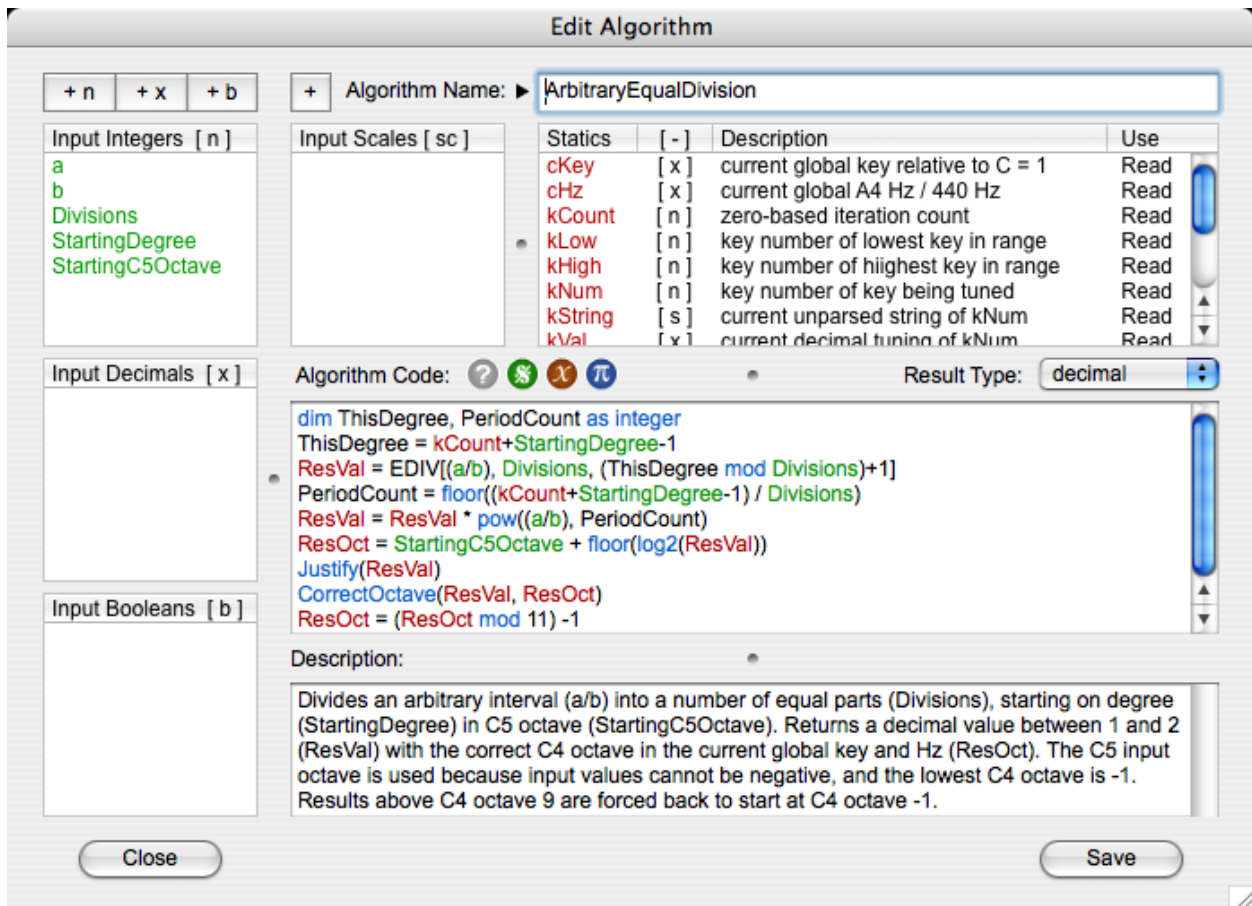 Edit Algorithm
+ n + x + b
+ Algorithm Name: ▶ ArbitraryEqualDivision
Input Integers [ n ]
a
b
Divisions
StartingDegree
StartingC5Octave
Input Scales [ sc ]
Statics [ - ] Description Use
cKey [ x ] current global key relative to C = 1 Read
cHz [ x ] current global A4 Hz / 440 Hz Read
kCount [ n ] zero-based iteration count Read
kLow [ n ] key number of lowest key in range Read
kHigh [ n ] key number of hiighest key in range Read
kNum [ n ] key number of key being tuned Read
kString [ s ] current unparsed string of kNum Read
kVal [ x ] current decimal tuning of kNum Read
Input Decimals [ x ]
Algorithm Code: ? $ x π Result Type: decimal
dim ThisDegree, PeriodCount as integer
ThisDegree = kCount+StartingDegree-1
ResVal = EDIV[(a/b), Divisions, (ThisDegree mod Divisions)+1]
PeriodCount = floor((kCount+StartingDegree-1) / Divisions)
ResVal = ResVal * pow((a/b), PeriodCount)
ResOct = StartingC5Octave + floor(log2(ResVal))
Justify(ResVal)
CorrectOctave(ResVal, ResOct)
ResOct = (ResOct mod 11) -1
Input Booleans [ b ]
Description:
Divides an arbitrary interval (a/b) into a number of equal parts (Divisions), starting on degree
(StartingDegree) in C5 octave (StartingC5Octave). Returns a decimal value between 1 and 2
(ResVal) with the correct C4 octave in the current global key and Hz (ResOct). The C5 input
octave is used because input values cannot be negative, and the lowest C4 octave is -1.
Results above C4 octave 9 are forced back to start at C4 octave -1.
Close Save